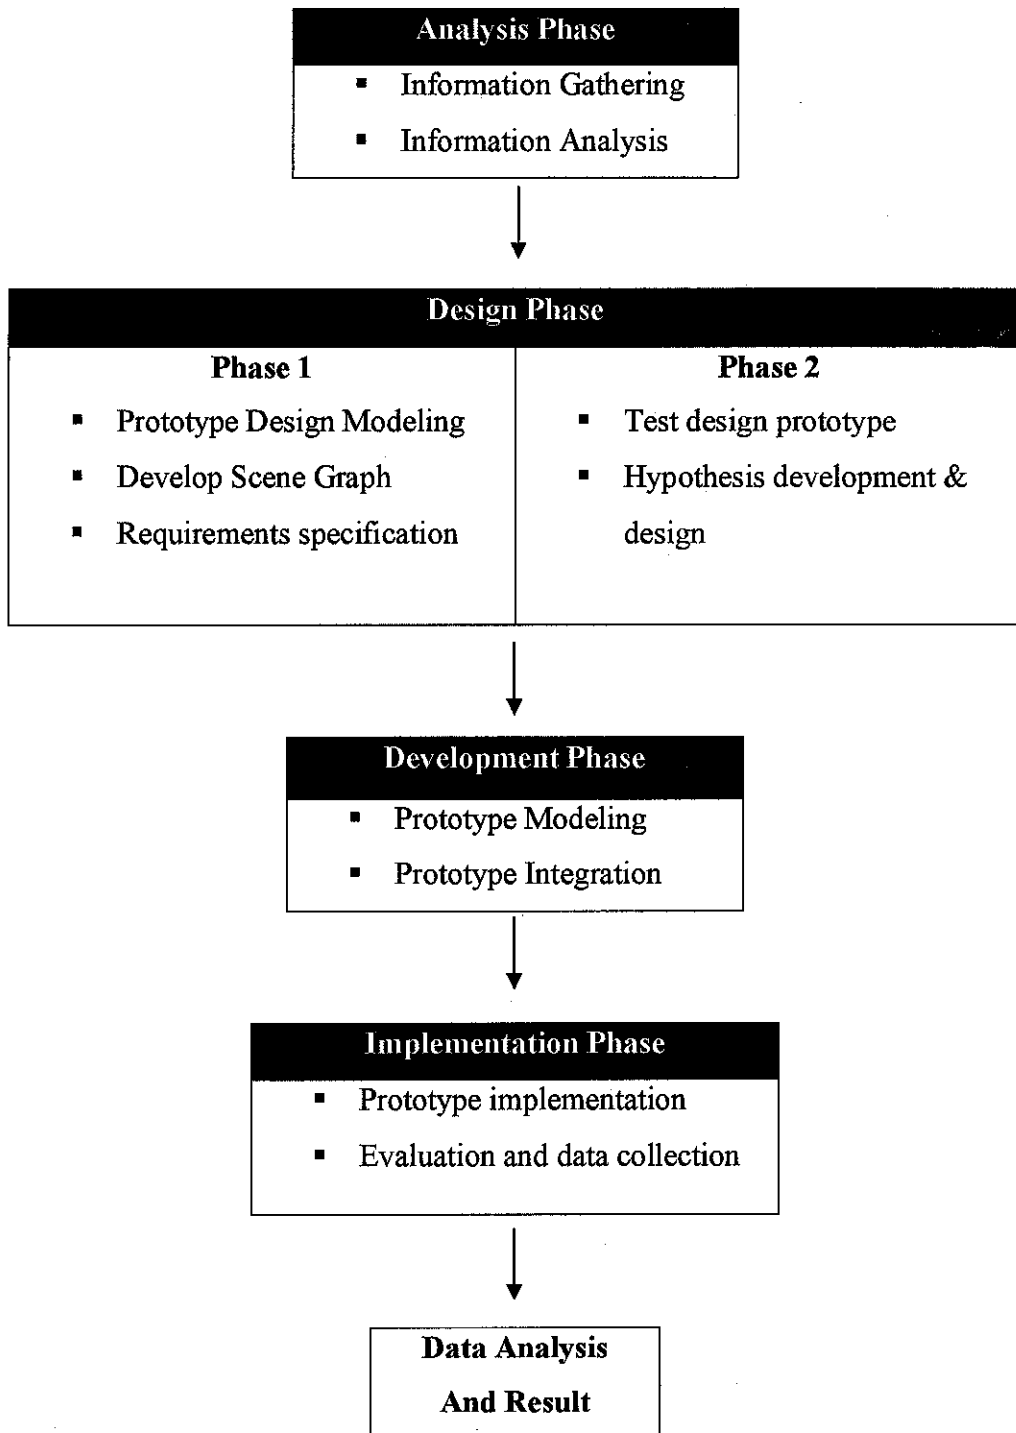 Analysis Phase
▪ Information Gathering
▪ Information Analysis
Design Phase
Phase 1
▪ Prototype Design Modeling
▪ Develop Scene Graph
▪ Requirements specification
Phase 2
▪ Test design prototype
▪ Hypothesis development &
design
Development Phase
▪ Prototype Modeling
▪ Prototype Integration
Implementation Phase
▪ Prototype implementation
▪ Evaluation and data collection
Data Analysis
And Result